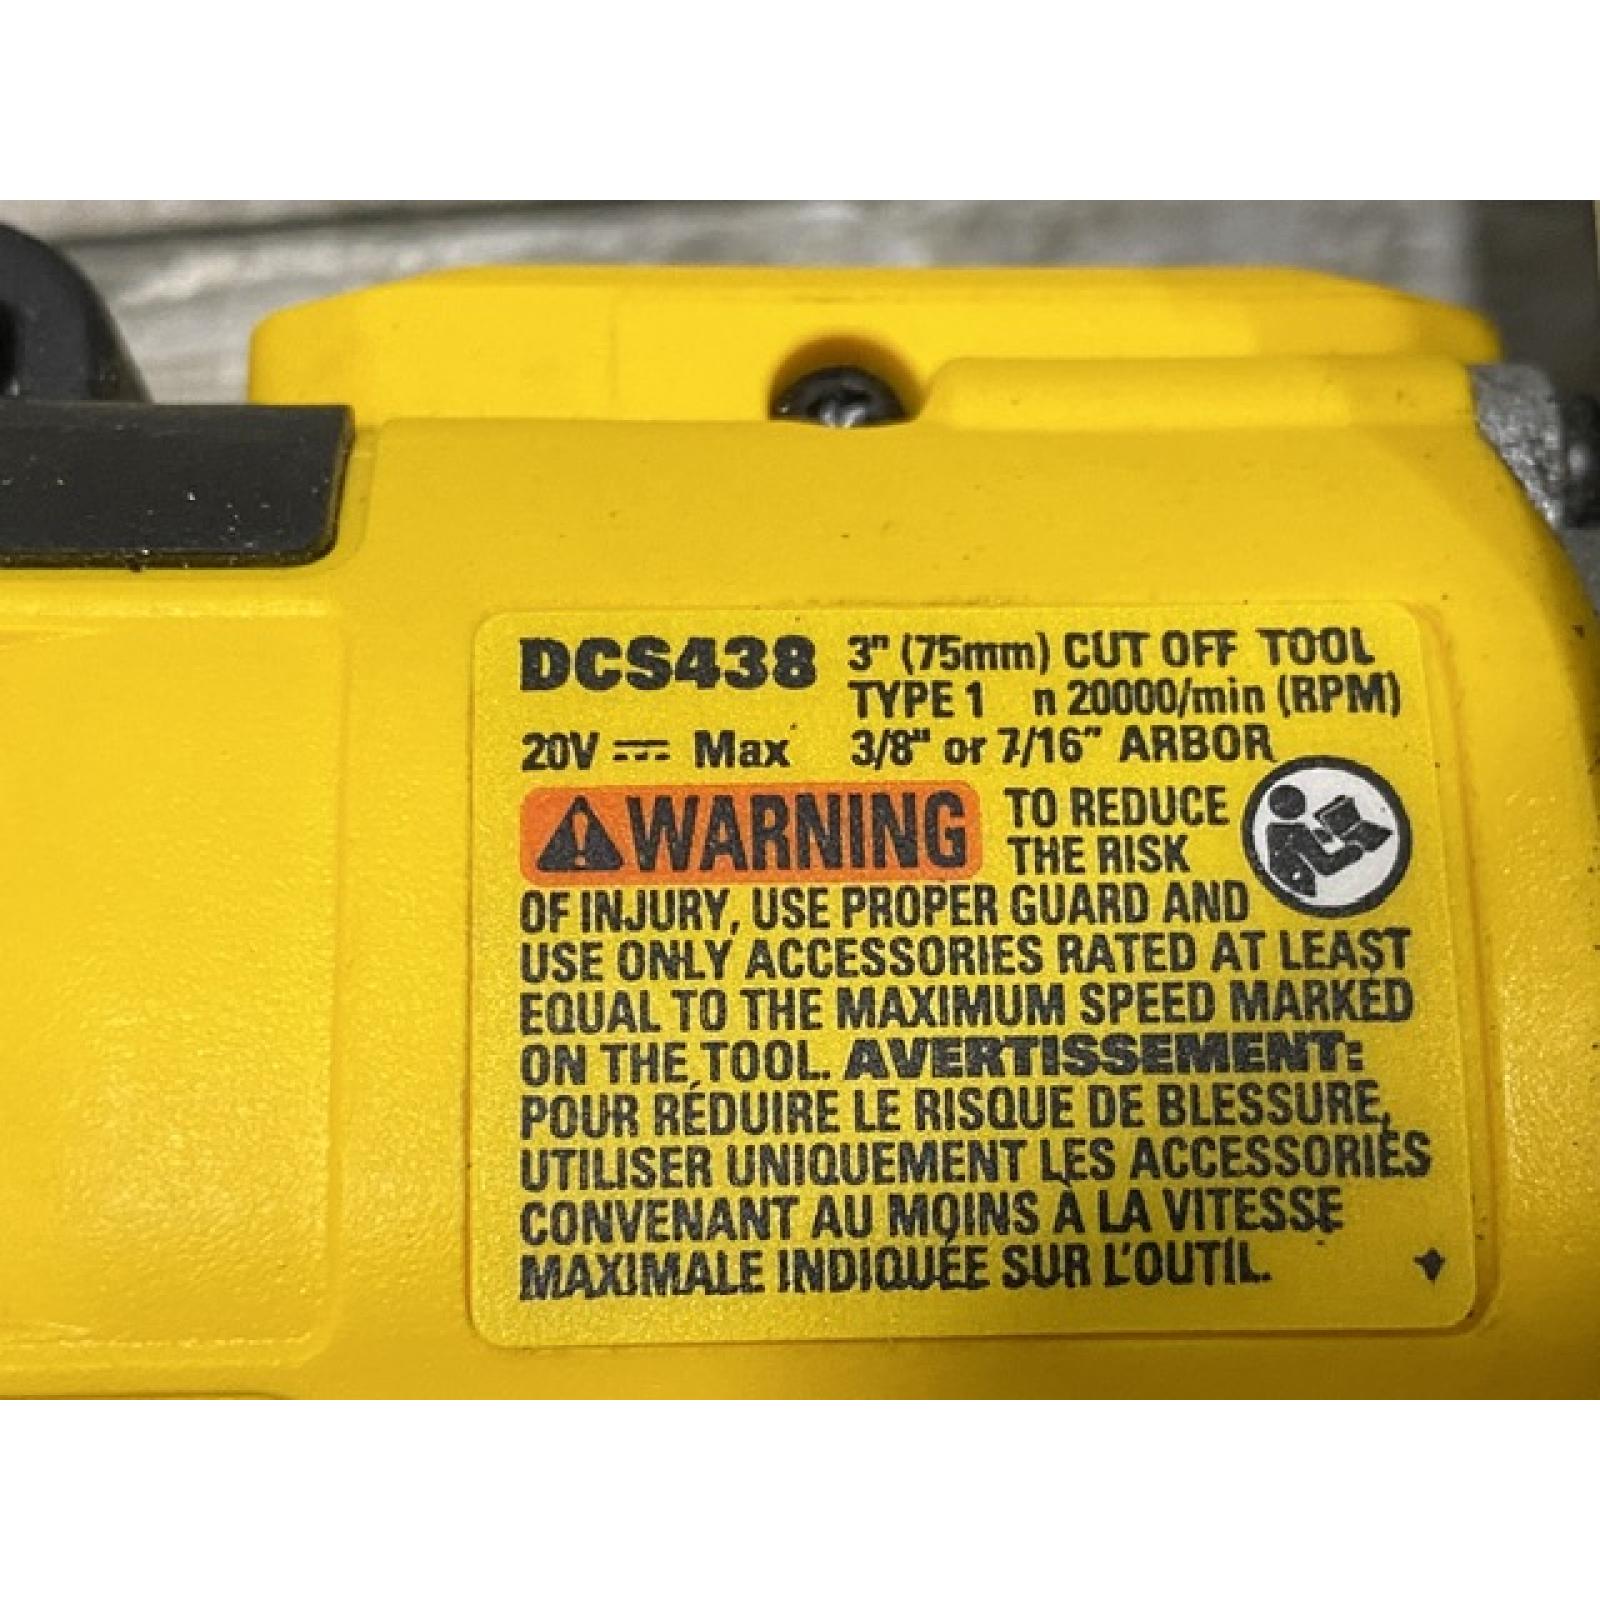 DCS438 3" (75mm) CUT OFF TOOL
TYPE 1 n 20000/min (RPM)
20V ⎓ Max 3/8" or 7/16" ARBOR
⚠WARNING TO REDUCE
THE RISK
OF INJURY, USE PROPER GUARD AND
USE ONLY ACCESSORIES RATED AT LEAST
EQUAL TO THE MAXIMUM SPEED MARKED
ON THE TOOL. AVERTISSEMENT:
POUR RÉDUIRE LE RISQUE DE BLESSURE,
UTILISER UNIQUEMENT LES ACCESSORIES
CONVENANT AU MOINS À LA VITESSE
MAXIMALE INDIQUÉE SUR L'OUTIL.